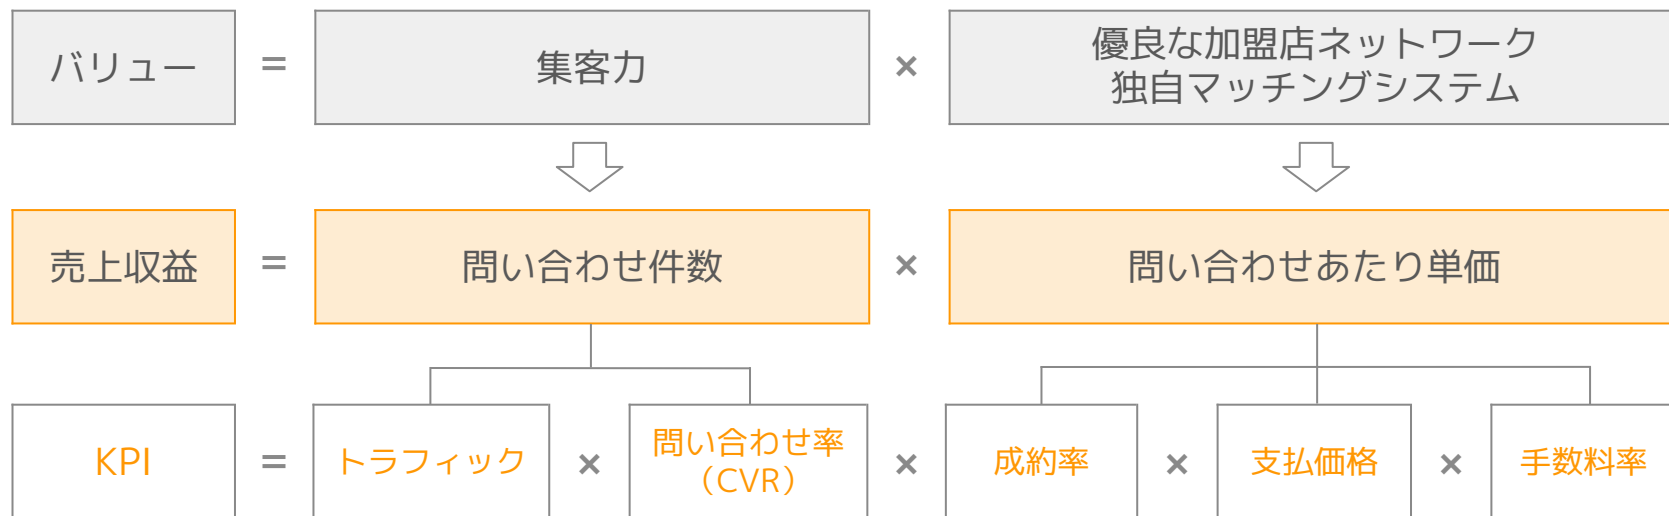 バリュー = 集客力 × 優良な加盟店ネットワーク
独自マッチングシステム
売上収益 = 問い合わせ件数 × 問い合わせあたり単価
KPI = トラフィック × 問い合わせ率
（CVR） × 成約率 × 支払価格 × 手数料率